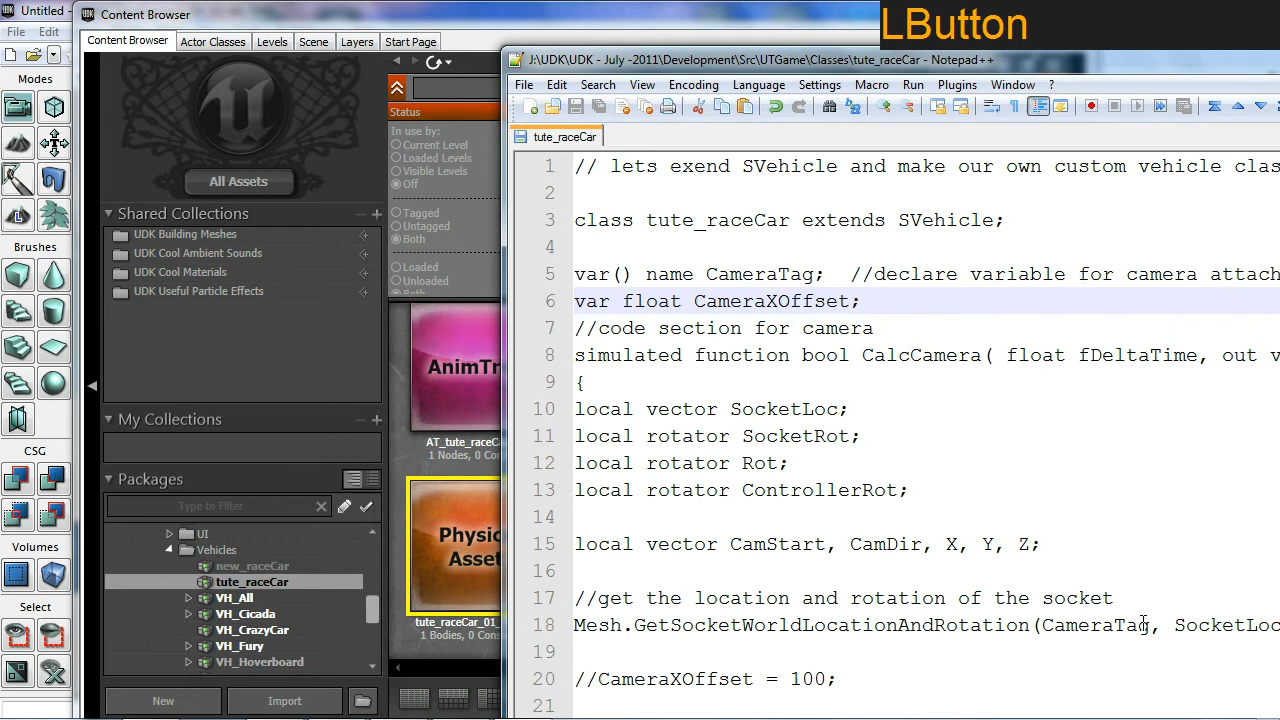 LButton
Untitled -
File Edit
Modes
Brushes
CSG
Volumes
Select
Content Browser
Content Browser Actor Classes Levels Scene Layers Start Page
All Assets
Shared Collections
UDK Building Meshes
UDK Cool Ambient Sounds
UDK Cool Materials
UDK Useful Particle Effects
My Collections
Packages
Type to Filter
UI
Vehicles
new_raceCar
tute_raceCar
VH_All
VH_Cicada
VH_CrazyCar
VH_Fury
VH_Hoverboard
New Import
Status
In use by:
Current Level
Loaded Levels
Visible Levels
Off
Tagged
Untagged
Both
Loaded
Unloaded
Both
AnimTr
AT_tute_raceCa
1 Nodes, 0 Con
Physic
Asset
tute_raceCar_01_
1 Bodies, 0 Cons
J:\UDK\UDK - July -2011\Development\Src\UTGame\Classes\tute_raceCar - Notepad++
File Edit Search View Encoding Language Settings Macro Run Plugins Window ?
tute_raceCar
1 // lets exend SVehicle and make our own custom vehicle clas
2
3 class tute_raceCar extends SVehicle;
4
5 var() name CameraTag; //declare variable for camera attach
6 var float CameraXOffset;
7 //code section for camera
8 simulated function bool CalcCamera( float fDeltaTime, out v
9 {
10 local vector SocketLoc;
11 local rotator SocketRot;
12 local rotator Rot;
13 local rotator ControllerRot;
14
15 local vector CamStart, CamDir, X, Y, Z;
16
17 //get the location and rotation of the socket
18 Mesh.GetSocketWorldLocationAndRotation(CameraTag, SocketLoc
19
20 //CameraXOffset = 100;
21